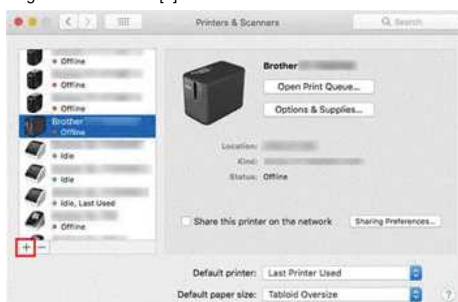 Printers & Scanners
Search
Offline
Offline
Offline
Brother
Offline
Idle
Idle
Idle, Last Used
Offline
+ −
Brother
Open Print Queue...
Options & Supplies...
Location:
Kind:
Status: Offline
Share this printer on the network
Sharing Preferences...
Default printer: Last Printer Used
Default paper size: Tabloid Oversize
?